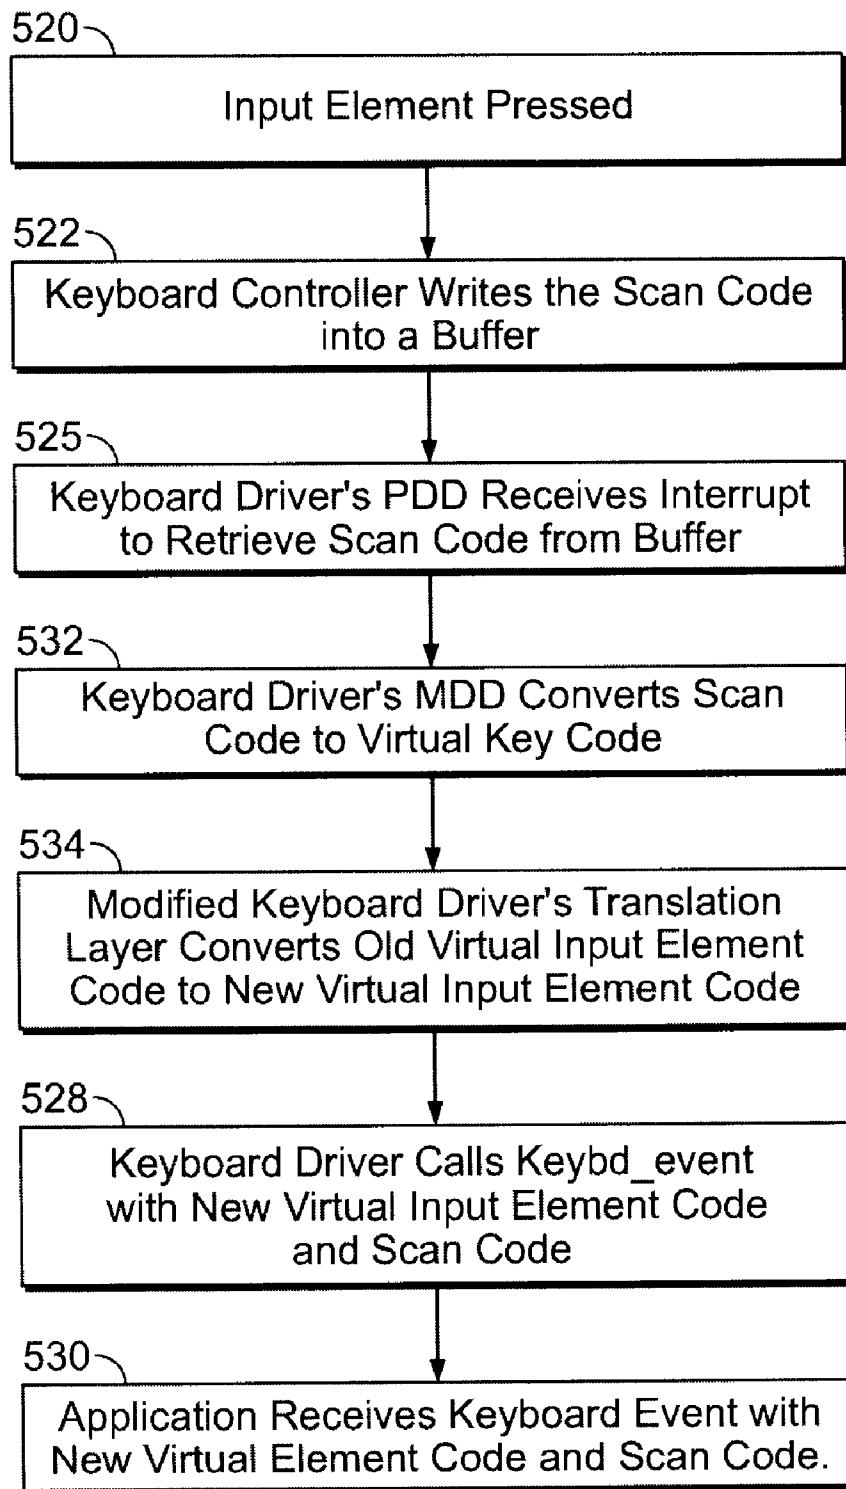 520
Input Element Pressed
522
Keyboard Controller Writes the Scan Code
into a Buffer
525
Keyboard Driver's PDD Receives Interrupt
to Retrieve Scan Code from Buffer
532
Keyboard Driver's MDD Converts Scan
Code to Virtual Key Code
534
Modified Keyboard Driver's Translation
Layer Converts Old Virtual Input Element
Code to New Virtual Input Element Code
528
Keyboard Driver Calls Keybd_event
with New Virtual Input Element Code
and Scan Code
530
Application Receives Keyboard Event with
New Virtual Element Code and Scan Code.